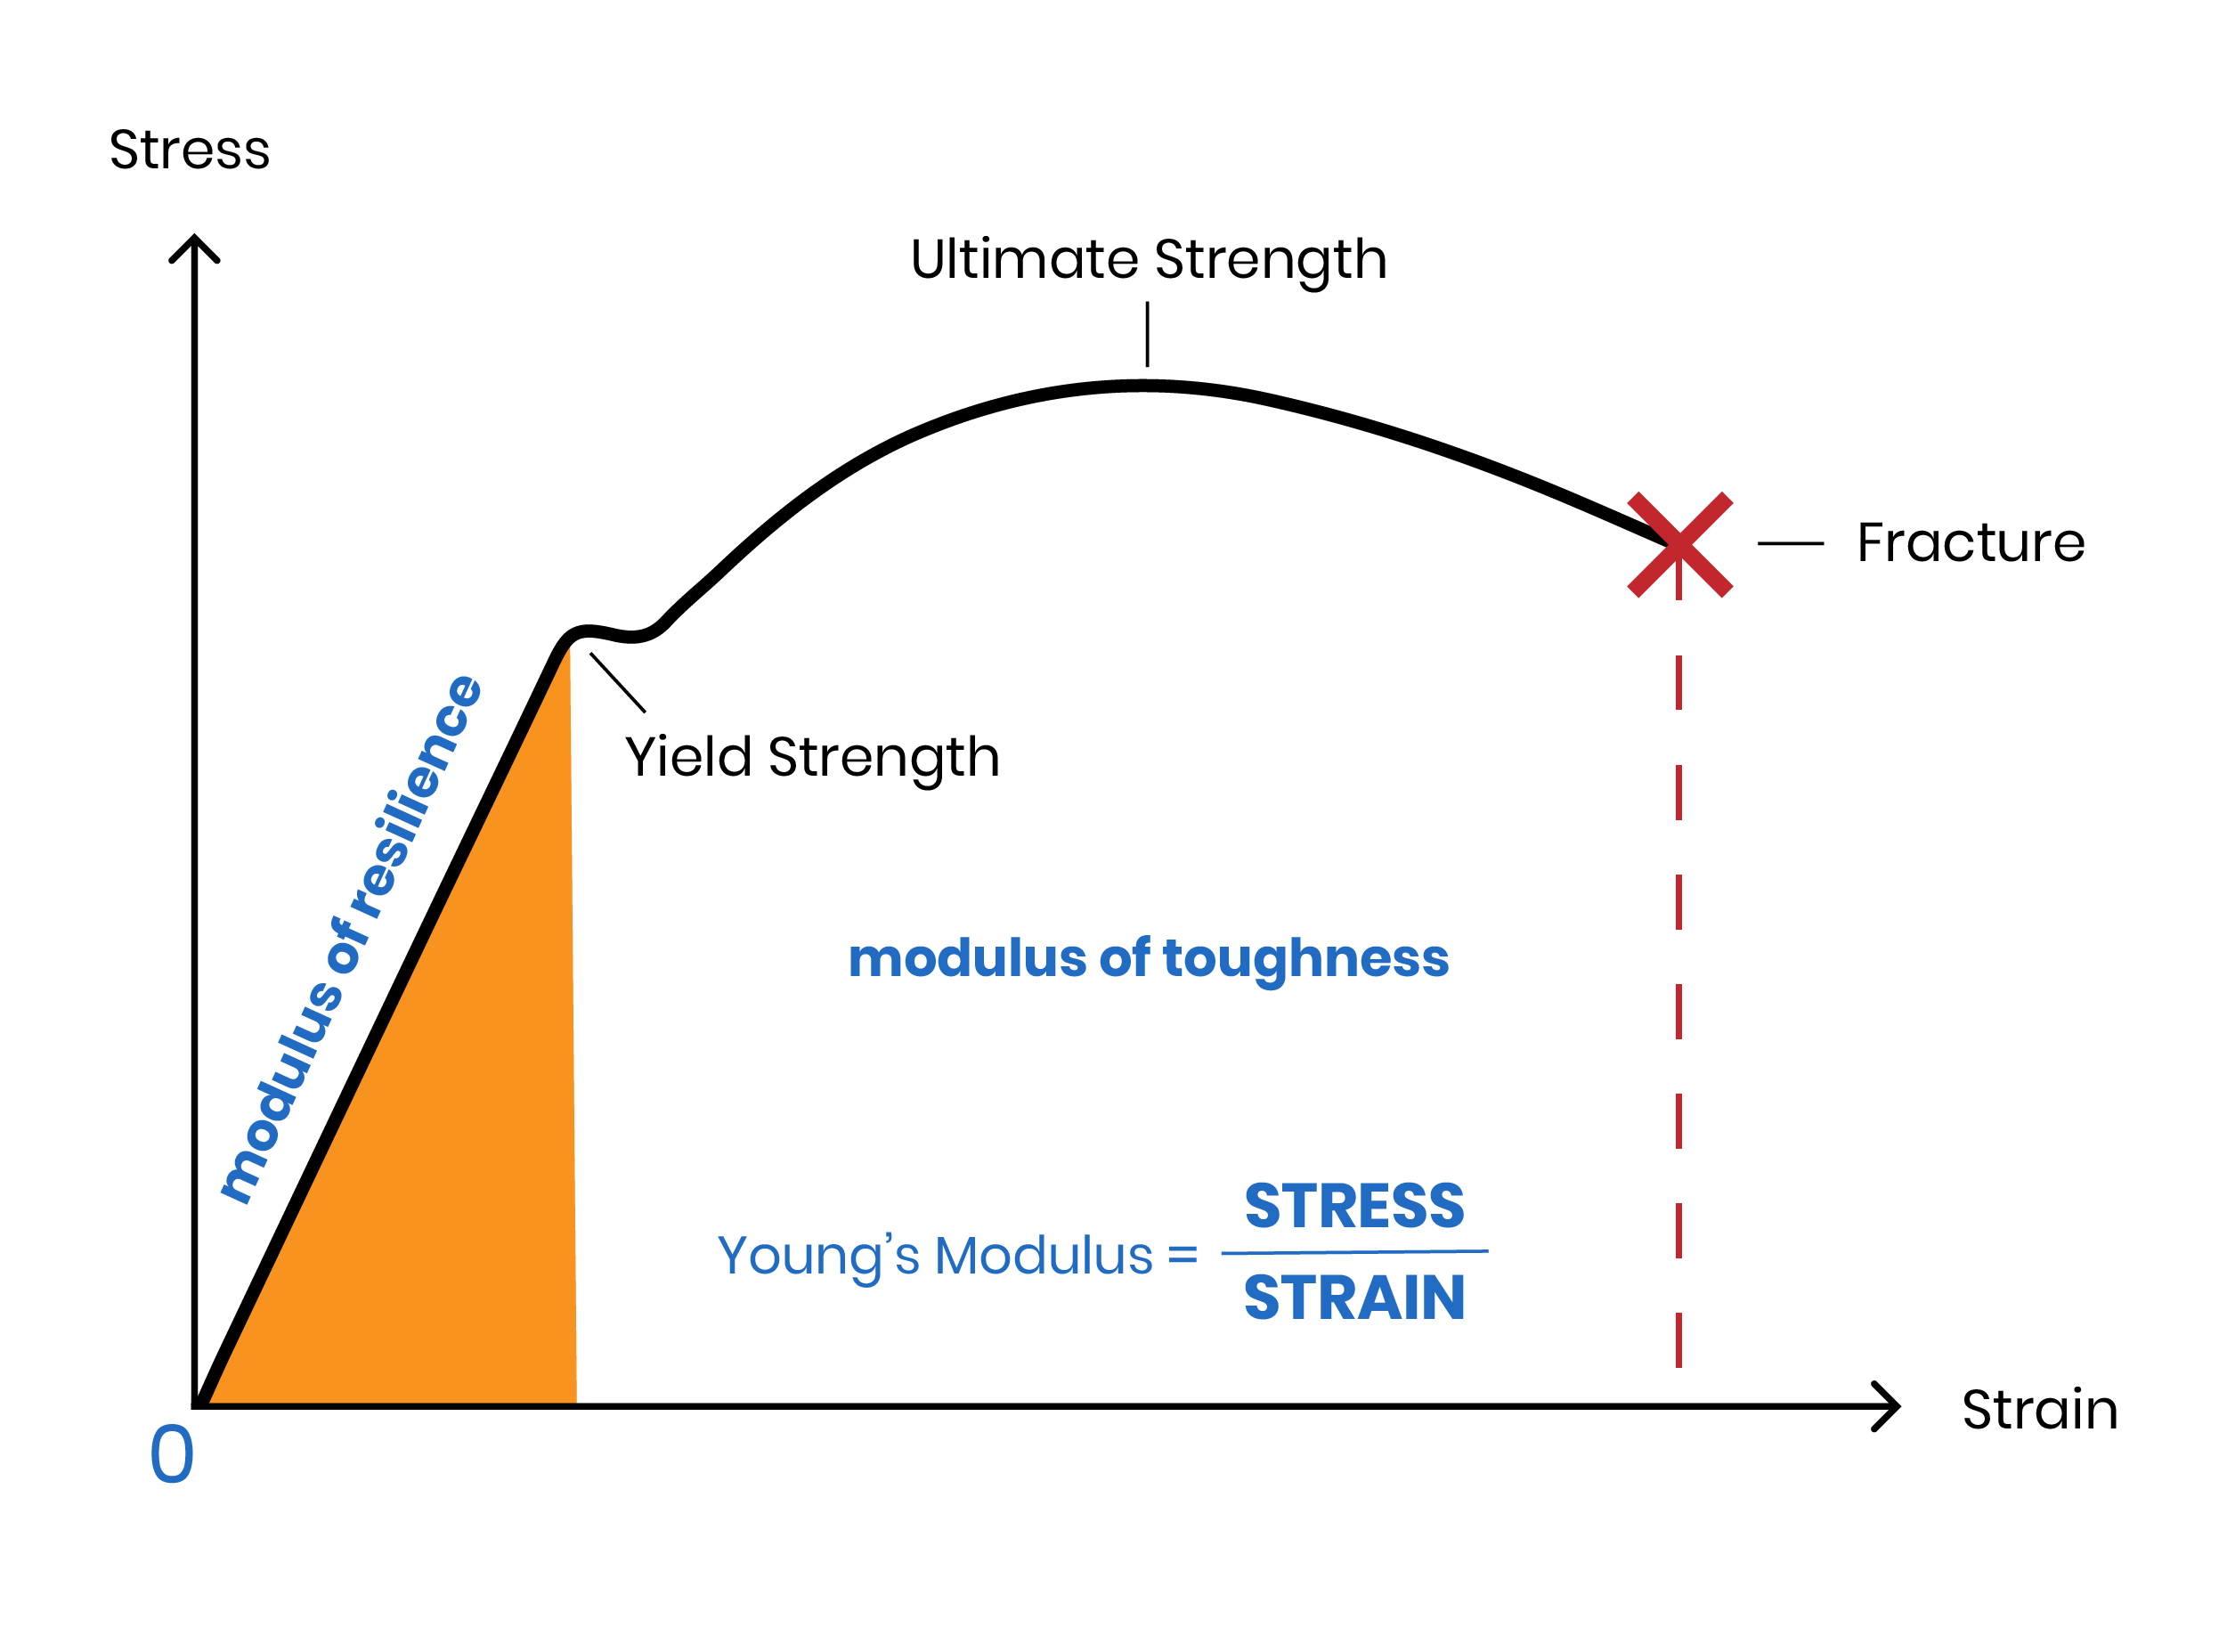 Stress
Ultimate Strength
Fracture
Yield Strength
modulus of resilience
modulus of toughness
Young's Modulus =
STRESS
STRAIN
Strain
0